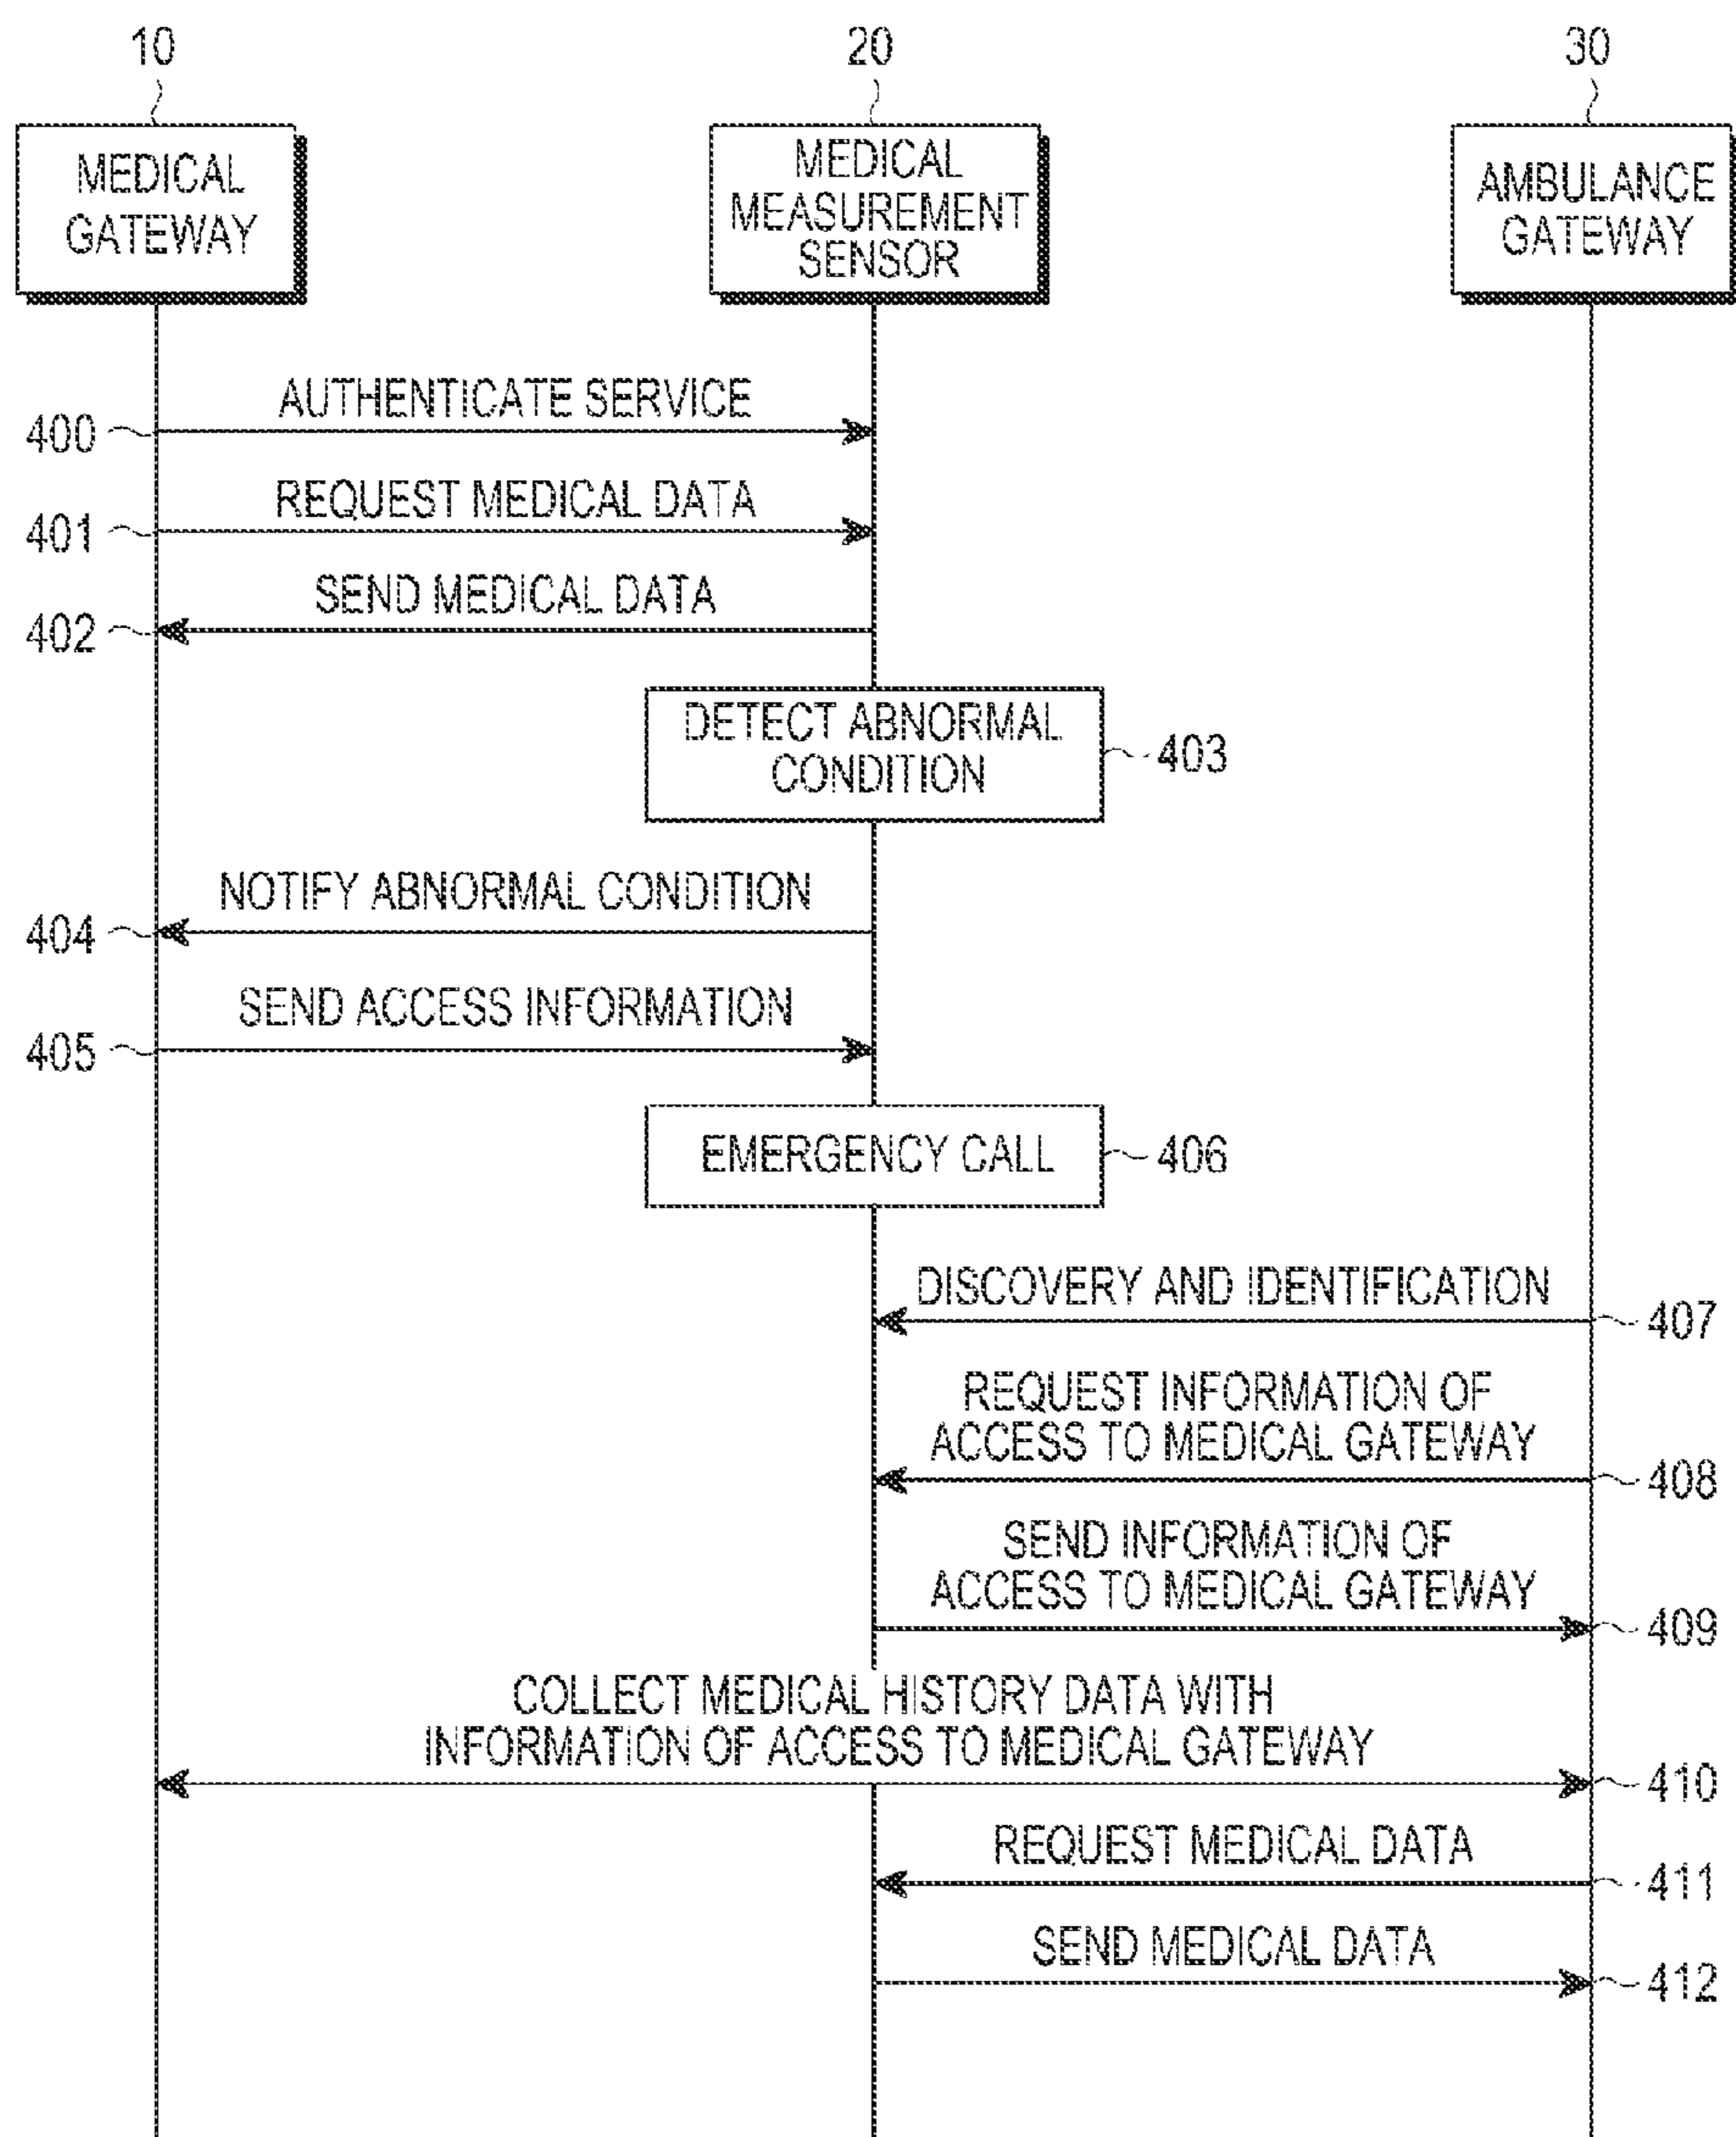 10
20
30
MEDICAL
GATEWAY
MEDICAL
MEASUREMENT
SENSOR
AMBULANCE
GATEWAY
AUTHENTICATE SERVICE
400
REQUEST MEDICAL DATA
401
SEND MEDICAL DATA
402
DETECT ABNORMAL
CONDITION
403
NOTIFY ABNORMAL CONDITION
404
SEND ACCESS INFORMATION
405
EMERGENCY CALL
406
DISCOVERY AND IDENTIFICATION
407
REQUEST INFORMATION OF
ACCESS TO MEDICAL GATEWAY
408
SEND INFORMATION OF
ACCESS TO MEDICAL GATEWAY
409
COLLECT MEDICAL HISTORY DATA WITH
INFORMATION OF ACCESS TO MEDICAL GATEWAY
410
REQUEST MEDICAL DATA
411
SEND MEDICAL DATA
412